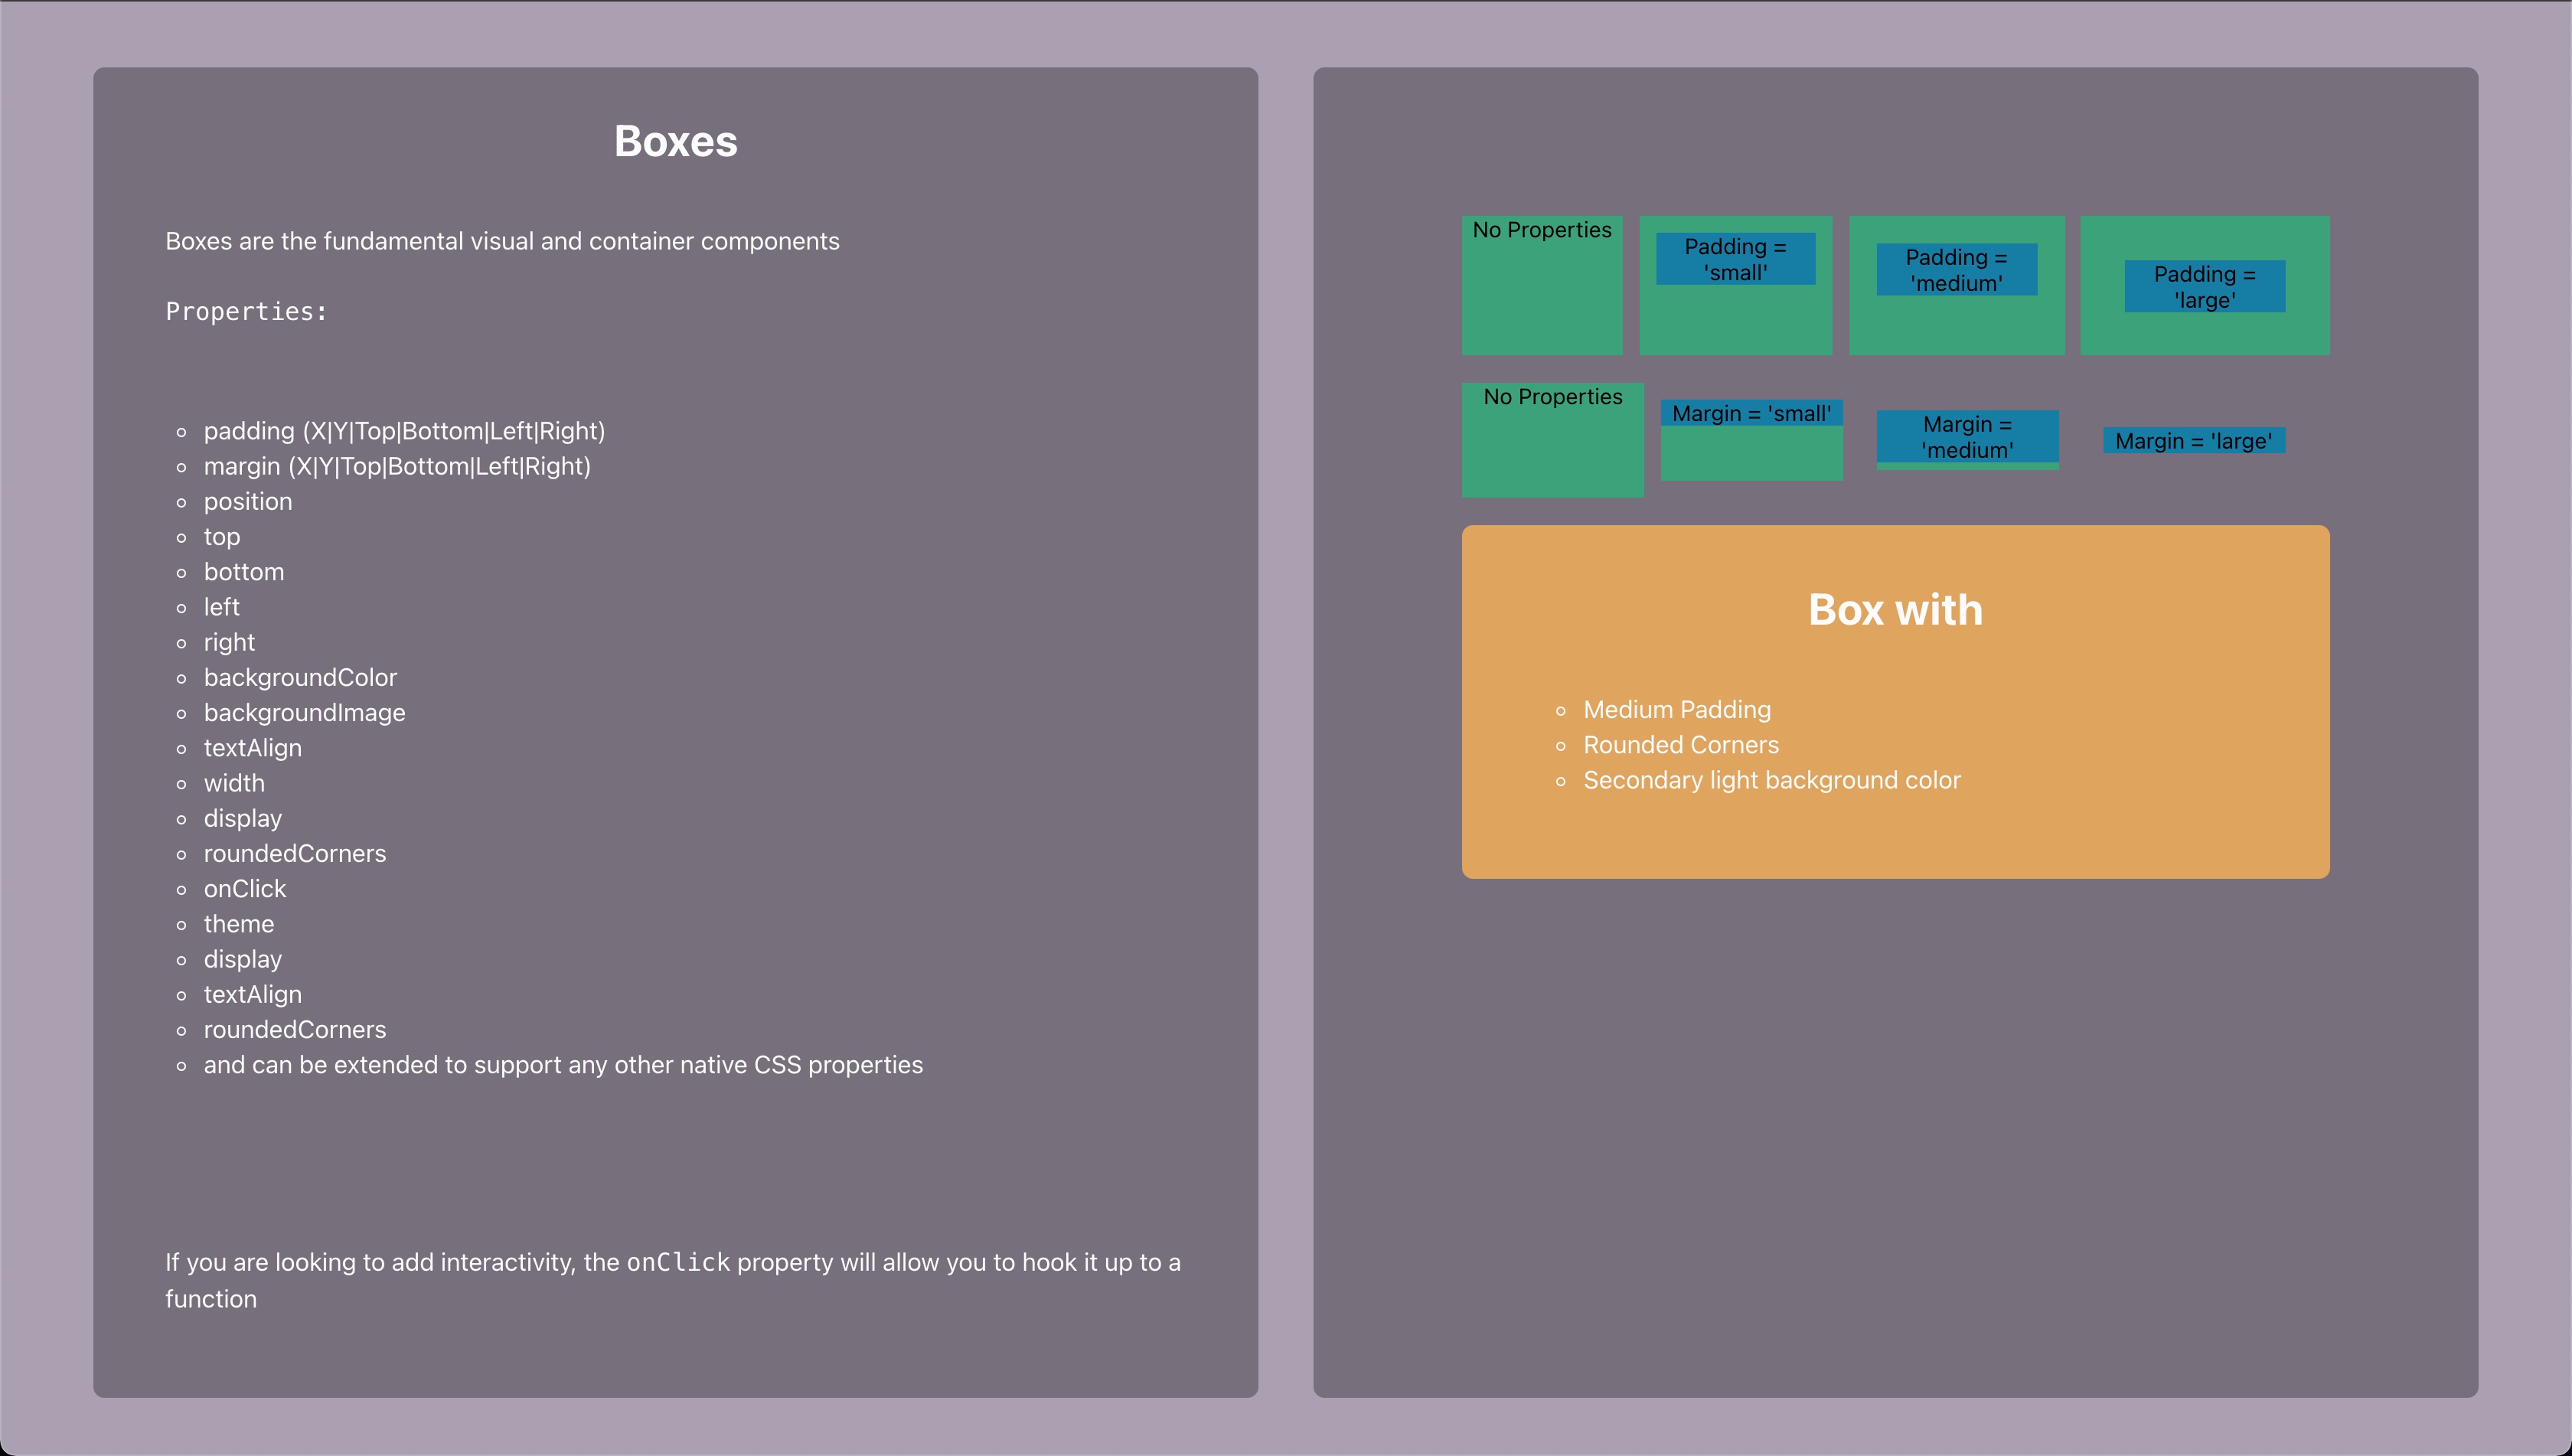 Boxes
Boxes are the fundamental visual and container components
Properties:
padding (X|Y|Top|Bottom|Left|Right)
margin (X|Y|Top|Bottom|Left|Right)
position
top
bottom
left
right
backgroundColor
backgroundImage
textAlign
width
display
roundedCorners
onClick
theme
display
textAlign
roundedCorners
and can be extended to support any other native CSS properties
If you are looking to add interactivity, the onClick property will allow you to hook it up to a
function
No Properties
Padding =
'small'
Padding =
'medium'
Padding =
'large'
No Properties
Margin = 'small'
Margin =
'medium'
Margin = 'large'
Box with
Medium Padding
Rounded Corners
Secondary light background color